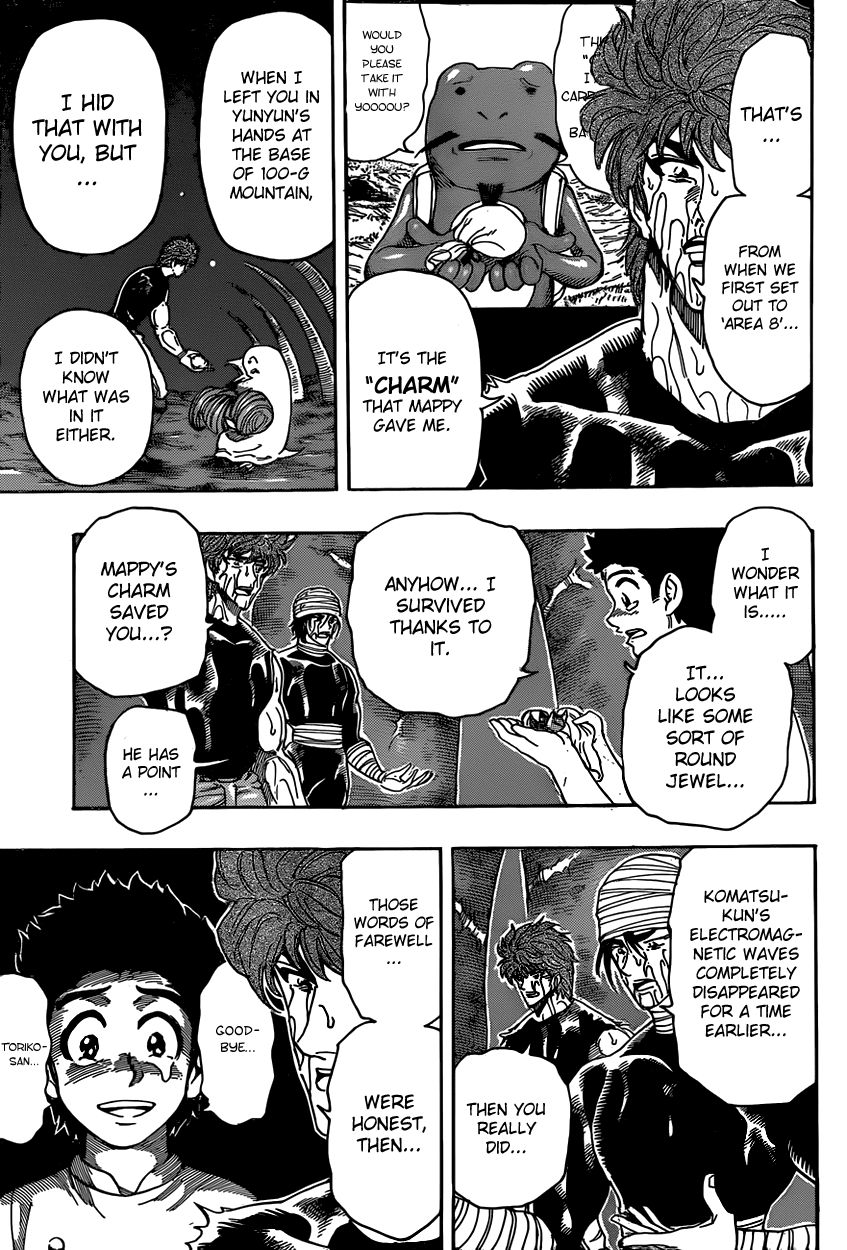 THAT'S
...
FROM
WHEN WE
FIRST SET
OUT TO
'AREA 8'...
WOULD
YOU
PLEASE
TAKE IT
WITH
YOOOOU?
IT'S THE
"CHARM"
THAT MAPPY
GAVE ME.
WHEN I
LEFT YOU IN
YUNYUN'S
HANDS AT
THE BASE
OF 100-G
MOUNTAIN,
I HID
THAT WITH
YOU, BUT
...
I DIDN'T
KNOW
WHAT WAS
IN IT
EITHER.
I
WONDER
WHAT IT
IS.....
IT...
LOOKS
LIKE SOME
SORT OF
ROUND
JEWEL...
ANYHOW... I
SURVIVED
THANKS TO
IT.
MAPPY'S
CHARM
SAVED
YOU...?
HE HAS
A POINT
...
KOMATSU-
KUN'S
ELECTROMAG-
NETIC WAVES
COMPLETELY
DISAPPEARED
FOR A TIME
EARLIER...
THEN YOU
REALLY
DID...
THOSE
WORDS OF
FAREWELL
...
WERE
HONEST,
THEN...
GOOD-
BYE...
TORIKO-
SAN...